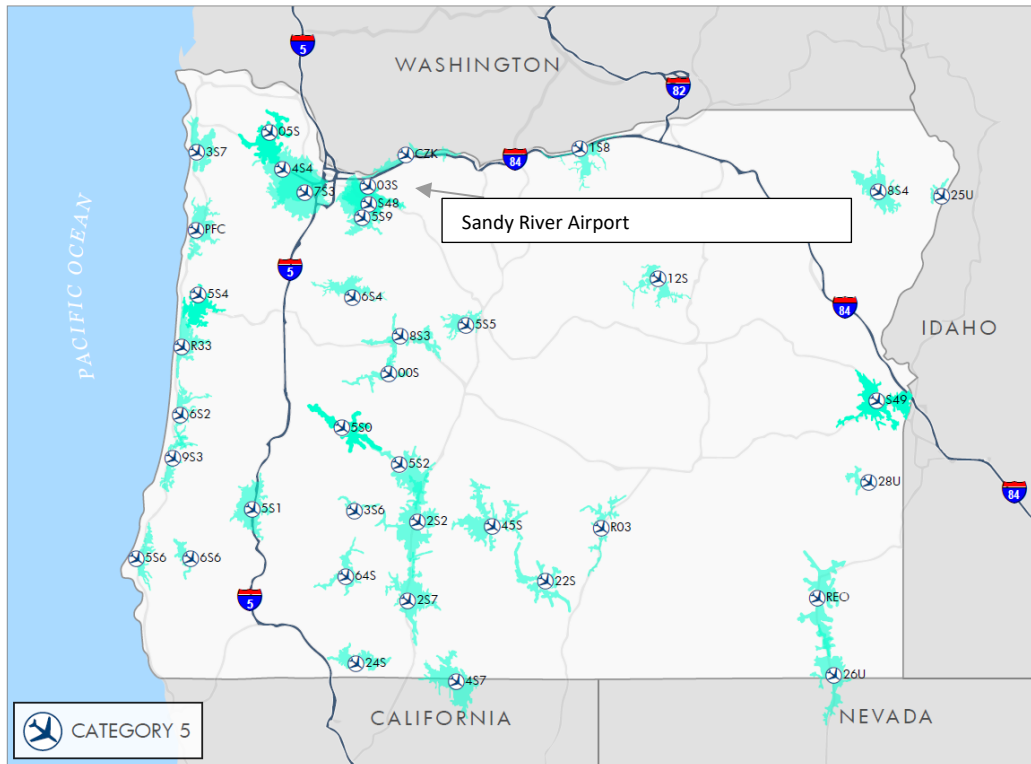 5
WASHINGTON
82
05S
3S7
CZK
84
1S8
4S4
7S3
03S
S48
5S9
8S4
25U
Sandy River Airport
PFC
PACIFIC OCEAN
5
12S
5S4
6S4
84
5S5
IDAHO
R33
8S3
00S
S49
6S2
5S0
9S3
5S2
28U
84
5S1
3S6
2S2
45S
R03
5S6
6S6
64S
22S
5
2S7
REO
24S
4S7
26U
CATEGORY 5
CALIFORNIA
NEVADA